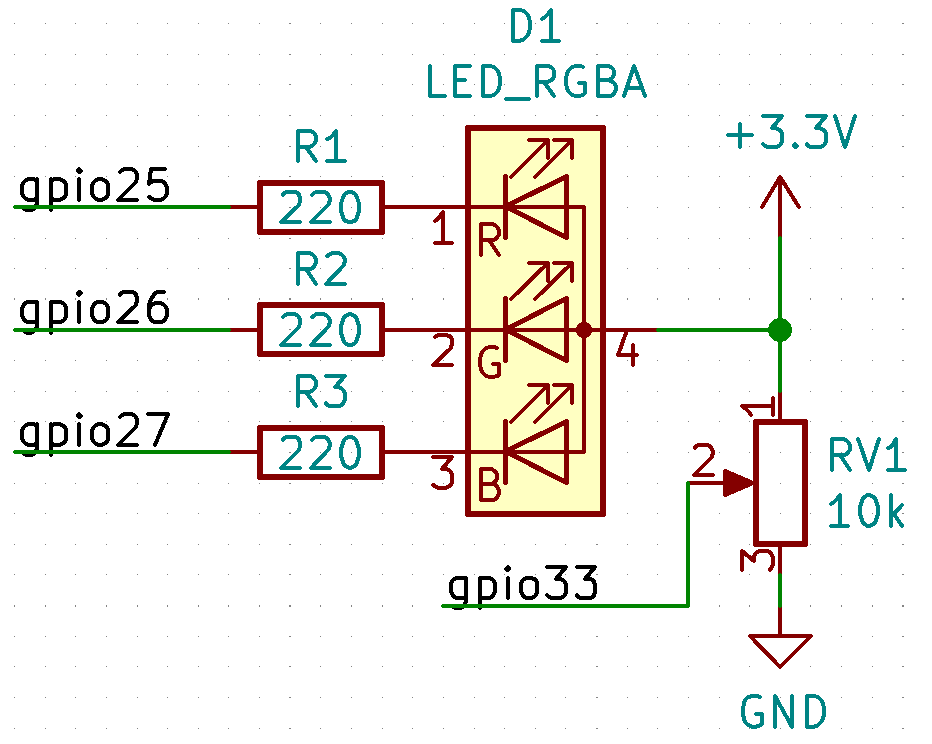 D1
LED_RGBA
+3.3V
R1
gpio25
220
1
R
R2
gpio26
220
2
G
4
R3
gpio27
220
3
B
1
2
RV1
10k
3
gpio33
GND